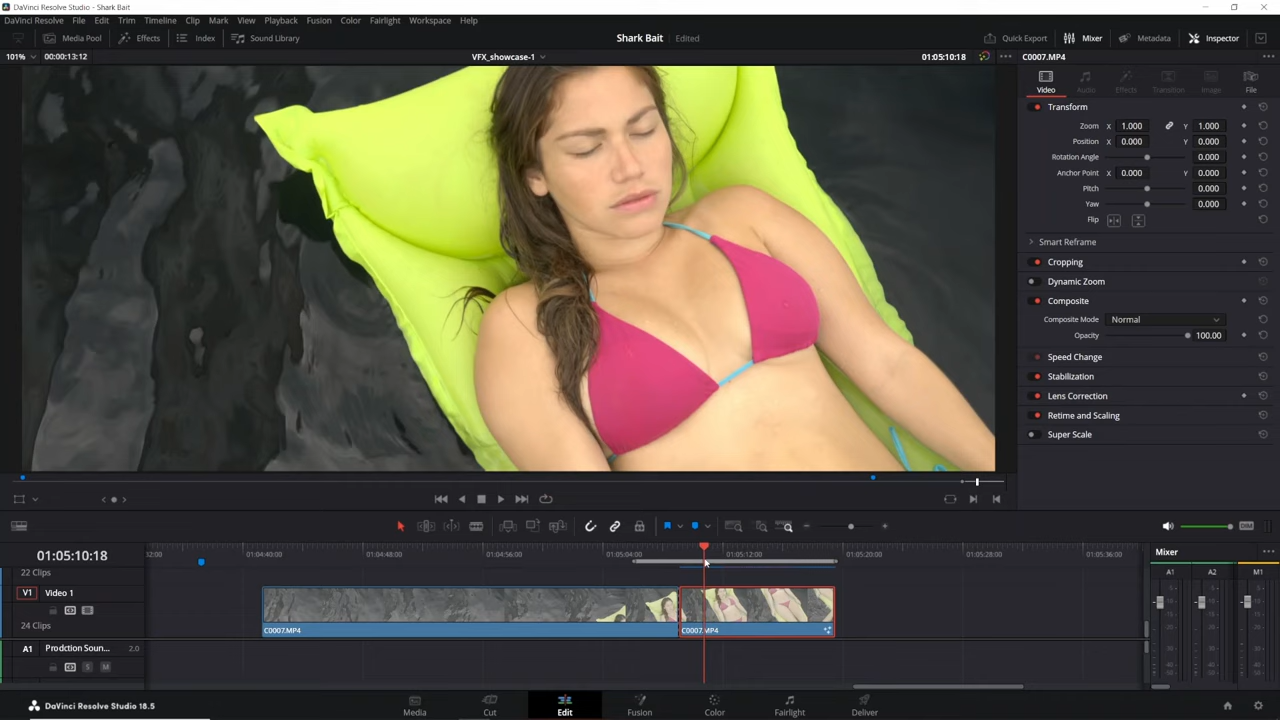 DaVinci Resolve Studio - Shark Bait
DaVinci Resolve File Edit Trim Timeline Clip Mark View Playback Fusion Color Fairlight Workspace Help
Media Pool Effects Index Sound Library Shark Bait Edited Quick Export Mixer Metadata Inspector
101% 00:00:13:12 VFX_showcase-1 01:05:10:18 C0007.MP4
Video Audio Effects Transition Image File
Transform
Zoom X 1.000 Y 1.000
Position X 0.000 Y 0.000
Rotation Angle 0.000
Anchor Point X 0.000 Y 0.000
Pitch 0.000
Yaw 0.000
Flip
Smart Reframe
Cropping
Dynamic Zoom
Composite
Composite Mode Normal
Opacity 100.00
Speed Change
Stabilization
Lens Correction
Retime and Scaling
Super Scale
DIM
01:05:10:18 32:00 01:04:40:00 01:04:48:00 01:04:56:00 01:05:04:00 01:05:12:00 01:05:20:00 01:05:28:00 01:05:36:00 Mixer
22 Clips
A1 A2 M1
V1 Video 1
24 Clips
C0007.MP4 C0007.MP4
A1 Prodction Soun... 2.0
S M
DaVinci Resolve Studio 18.5 Media Cut Edit Fusion Color Fairlight Deliver